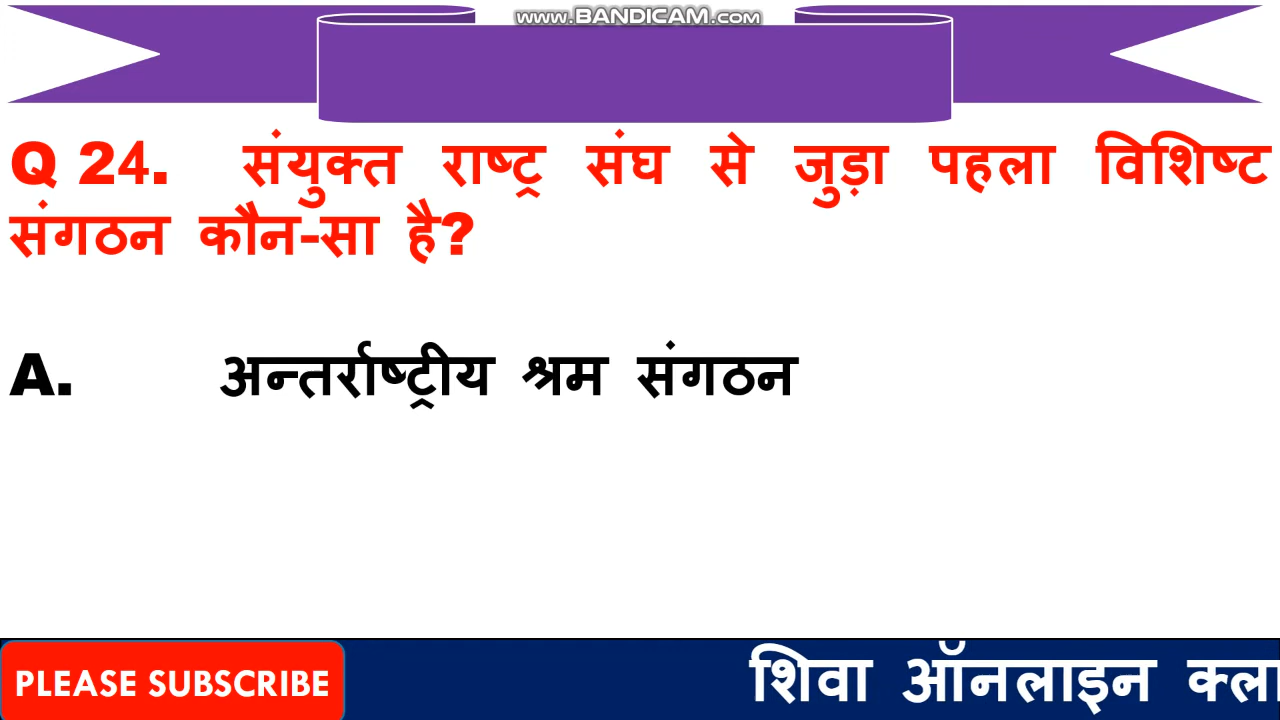 www.BANDICAM.com
Q 24. संयुक्त राष्ट्र संघ से जुड़ा पहला विशिष्ट
संगठन कौन-सा है?
A. अन्तर्राष्ट्रीय श्रम संगठन
PLEASE SUBSCRIBE
शिवा ऑनलाइन क्ला